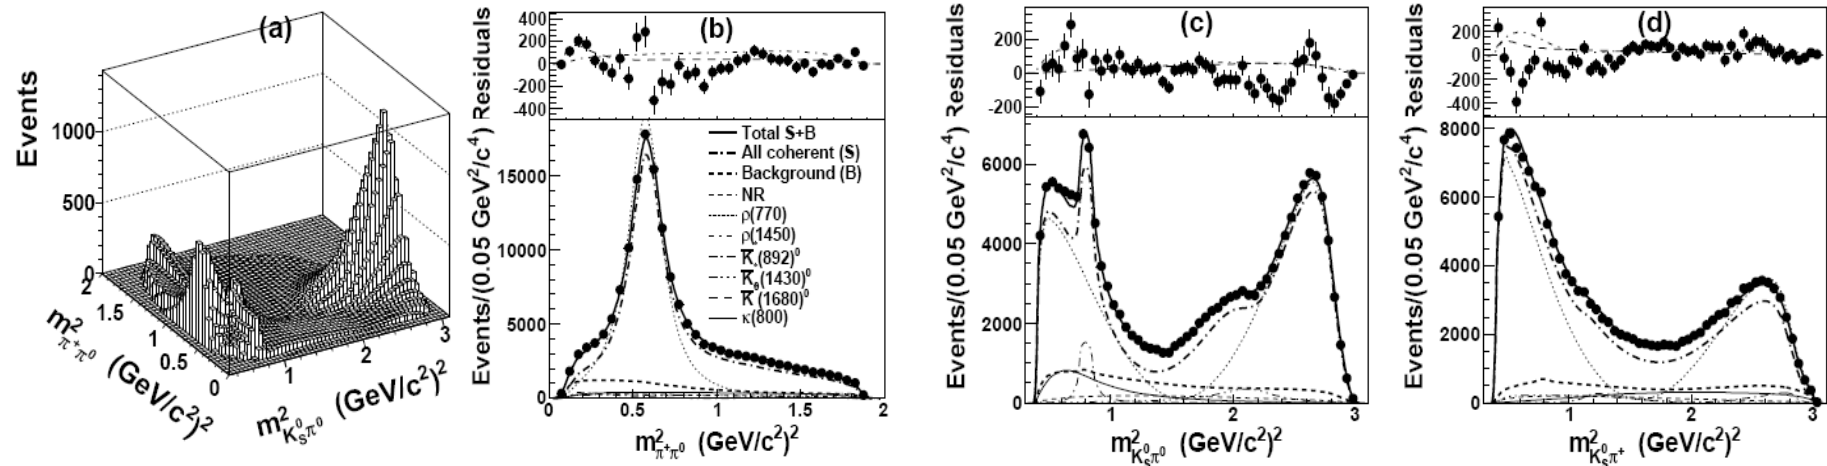 (a)
Events
1000
500
0
2
1.5
1
0.5
0
1
2
3
m²π⁺π⁰ (GeV/c²)²
m²K⁰Sπ⁰ (GeV/c²)²
(b)
Residuals
400
200
0
-200
-400
Events/(0.05 GeV²/c⁴)
15000
10000
5000
0
Total S+B
All coherent (S)
Background (B)
NR
ρ(770)
ρ(1450)
K̅*(892)⁰
K̅₀(1430)⁰
K̅(1680)⁰
κ(800)
0 0.5 1 1.5 2
m²π⁺π⁰ (GeV/c²)²
(c)
Residuals
200
0
-200
Events/(0.05 GeV²/c⁴)
6000
4000
2000
0
1 2 3
m²K⁰Sπ⁰ (GeV/c²)²
(d)
Residuals
200
0
-200
-400
Events/(0.05 GeV²/c⁴)
8000
6000
4000
2000
0
1 2 3
m²K⁰Sπ⁺ (GeV/c²)²